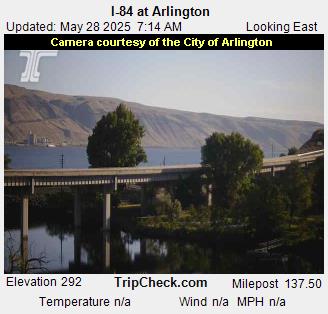 I-84 at Arlington
Updated: May 28 2025 7:14 AM Looking East
Camera courtesy of the City of Arlington
Elevation 292 TripCheck.com Milepost 137.50
Temperature n/a Wind n/a MPH n/a